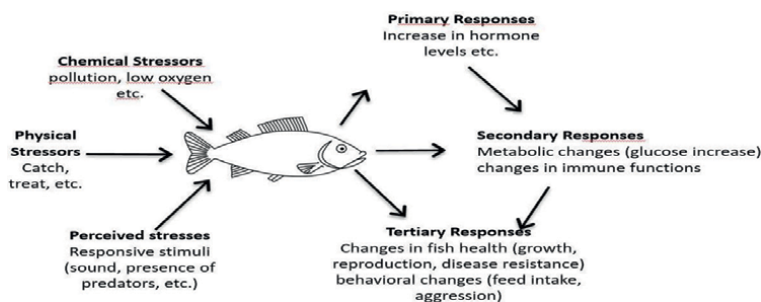 Primary Responses
Increase in hormone
levels etc.
Chemical Stressors
pollution, low oxygen
etc.
Physical
Stressors
Catch,
treat, etc.
Secondary Responses
Metabolic changes (glucose increase)
changes in immune functions
Perceived stresses
Responsive stimuli
(sound, presence of
predators, etc.)
Tertiary Responses
Changes in fish health (growth,
reproduction, disease resistance)
behavioral changes (feed intake,
aggression)